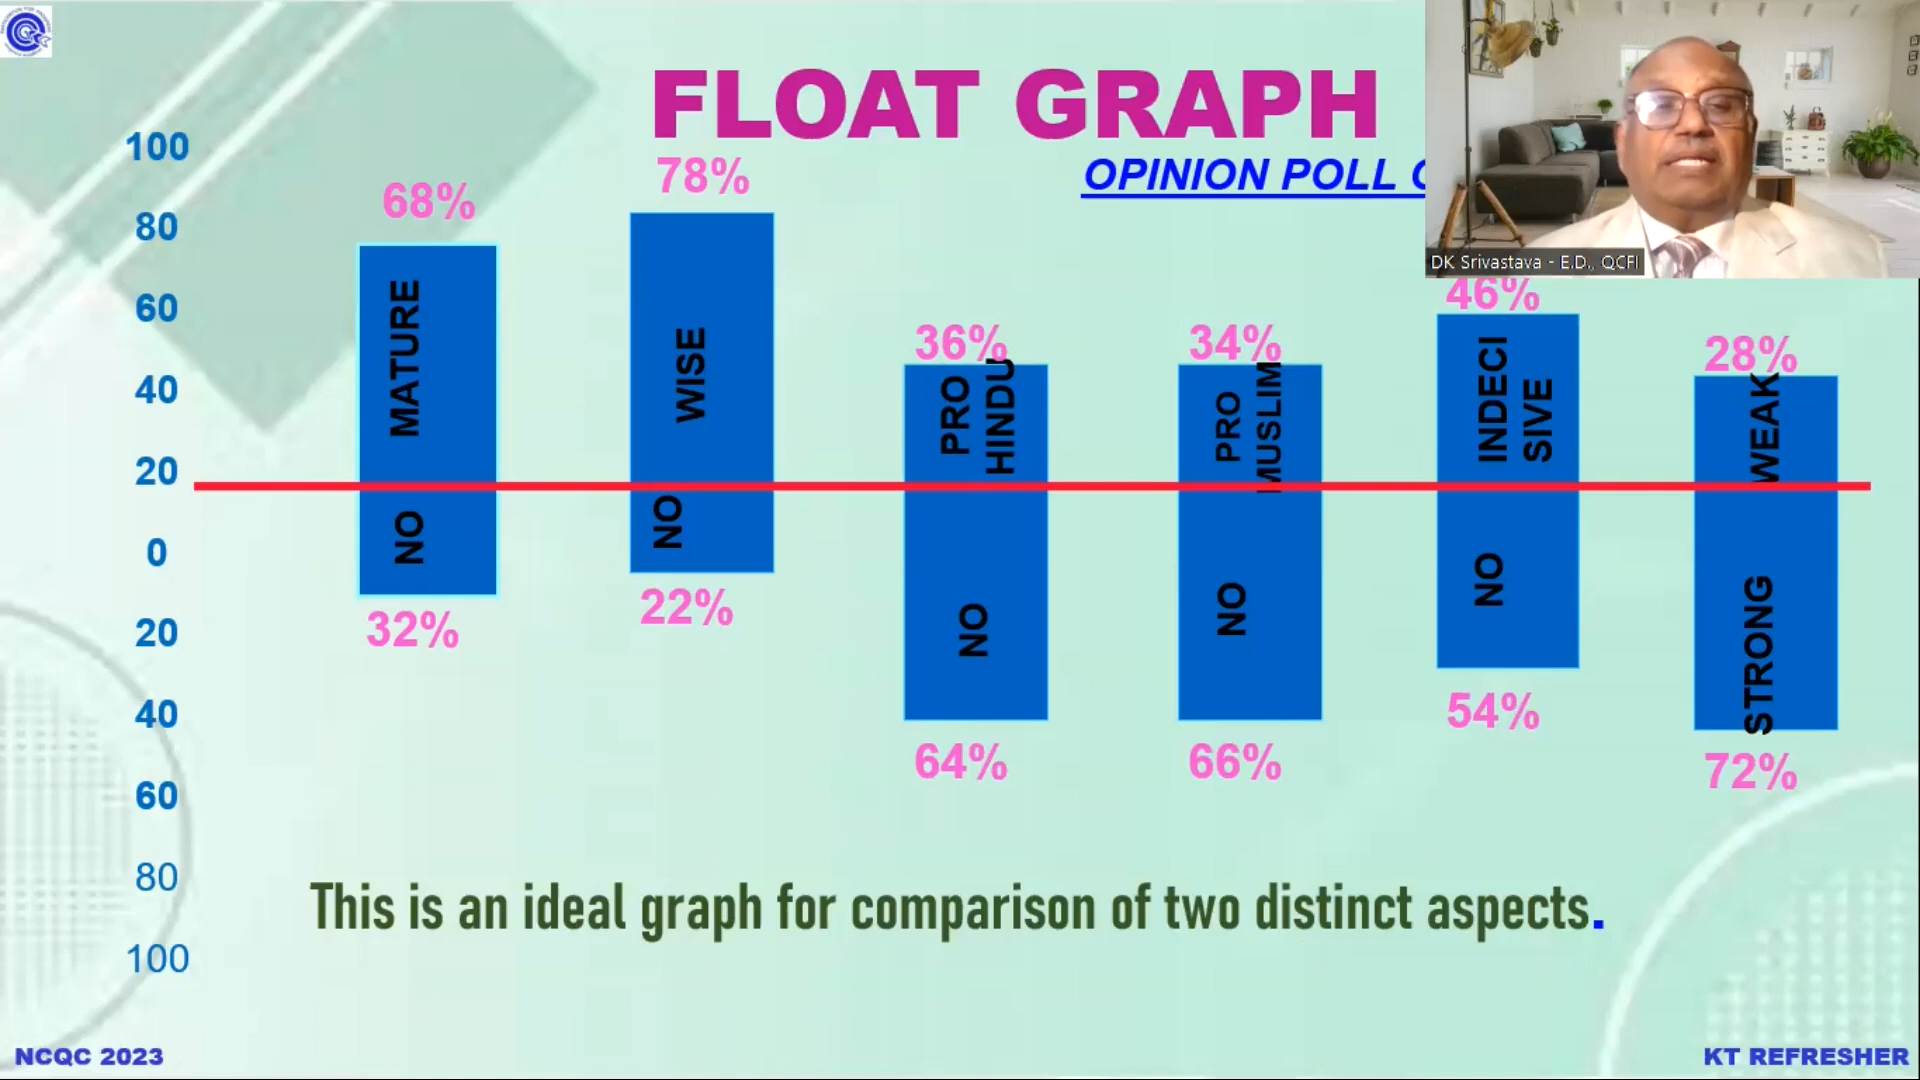 FLOAT GRAPH
OPINION POLL
100
80
60
40
20
0
20
40
60
80
100
68%
MATURE
NO
32%
78%
WISE
NO
22%
36%
PRO
HINDU
NO
64%
34%
PRO
MUSLIM
NO
66%
46%
INDECI
SIVE
NO
54%
28%
WEAK
STRONG
72%
DK Srivastava - E.D., QCFI
This is an ideal graph for comparison of two distinct aspects.
NCQC 2023
KT REFRESHER